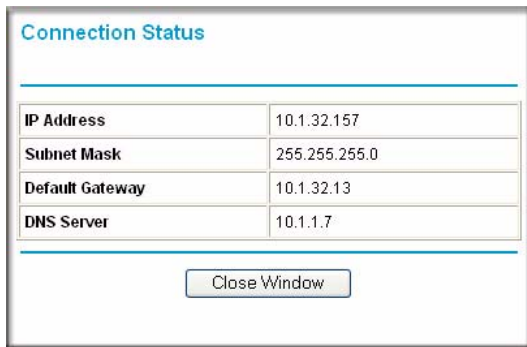 Connection Status
IP Address 10.1.32.157
Subnet Mask 255.255.255.0
Default Gateway 10.1.32.13
DNS Server 10.1.1.7
Close Window